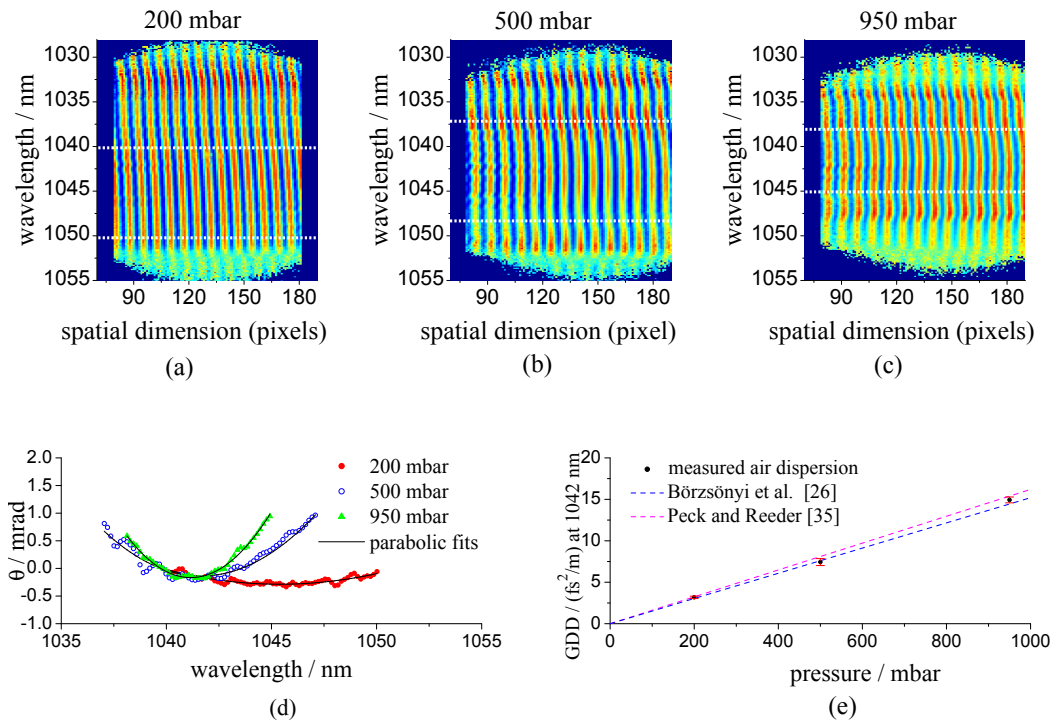 200 mbar
500 mbar
950 mbar
wavelength / nm
1030
1035
1040
1045
1050
1055
90
120
150
180
spatial dimension (pixels)
(a)
wavelength / nm
1030
1035
1040
1045
1050
1055
90
120
150
180
spatial dimension (pixel)
(b)
wavelength / nm
1030
1035
1040
1045
1050
1055
90
120
150
180
spatial dimension (pixels)
(c)
θ / mrad
2.0
1.5
1.0
0.5
0.0
-0.5
-1.0
200 mbar
500 mbar
950 mbar
parabolic fits
1035
1040
1045
1050
1055
wavelength / nm
(d)
GDD / (fs²/m) at 1042 nm
20
15
10
5
0
measured air dispersion
Börzsönyi et al. [26]
Peck and Reeder [35]
0
200
400
600
800
1000
pressure / mbar
(e)